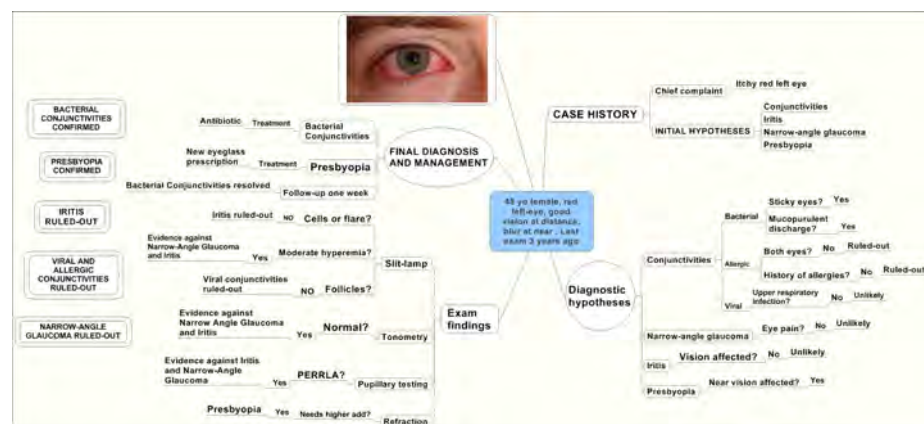 BACTERIAL
CONJUNCTIVITIES
CONFIRMED
PRESBYOPIA
CONFIRMED
IRITIS
RULED-OUT
VIRAL AND
ALLERGIC
CONJUNCTIVITIES
RULED-OUT
NARROW-ANGLE
GLAUCOMA RULED-OUT
FINAL DIAGNOSIS
AND MANAGEMENT
Antibiotic Treatment Bacterial
Conjunctivities
New eyeglass
prescription Treatment Presbyopia
Bacterial Conjunctivities resolved Follow-up one week
Iritis ruled-out NO Cells or flare?
Evidence against
Narrow-Angle Glaucoma
and Iritis Yes Moderate hyperemia?
Slit-lamp
Viral conjunctivities
ruled-out NO Follicles?
Exam
findings
Evidence against
Narrow Angle Glaucoma
and Iritis Yes Normal? Tonometry
Evidence against Iritis
and Narrow-Angle
Glaucoma Yes PERRLA? Pupillary testing
Presbyopia Yes Needs higher add? Refraction
45 yo female, red
left-eye, good
vision at distance,
blur at near . Last
exam 3 years ago
CASE HISTORY
Chief complaint Itchy red left eye
INITIAL HYPOTHESES
Conjunctivities
Iritis
Narrow-angle glaucoma
Presbyopia
Diagnostic
hypotheses
Conjunctivities
Bacterial
Sticky eyes? Yes
Mucopurulent
discharge? Yes
Allergic
Both eyes? No Ruled-out
History of allergies? No Ruled-out
Viral
Upper respiratory
infection? No Unlikely
Narrow-angle glaucoma Eye pain? No Unlikely
Iritis Vision affected? No Unlikely
Presbyopia Near vision affected? Yes